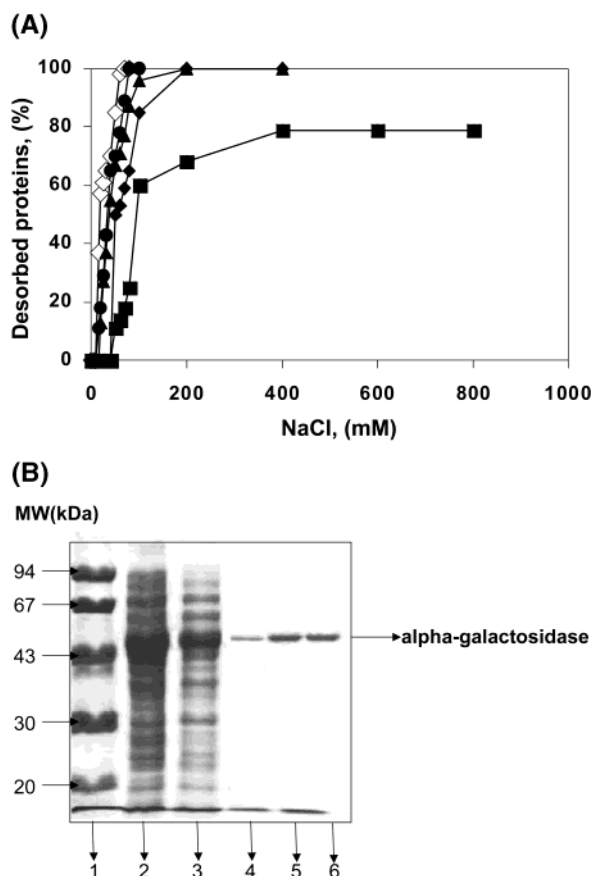 (A)
100
80
60
40
20
0
Desorbed proteins, (%)
0 200 400 600 800 1000
NaCl, (mM)
(B)
MW(kDa)
94
67
43
30
20
alpha-galactosidase
1 2 3 4 5 6